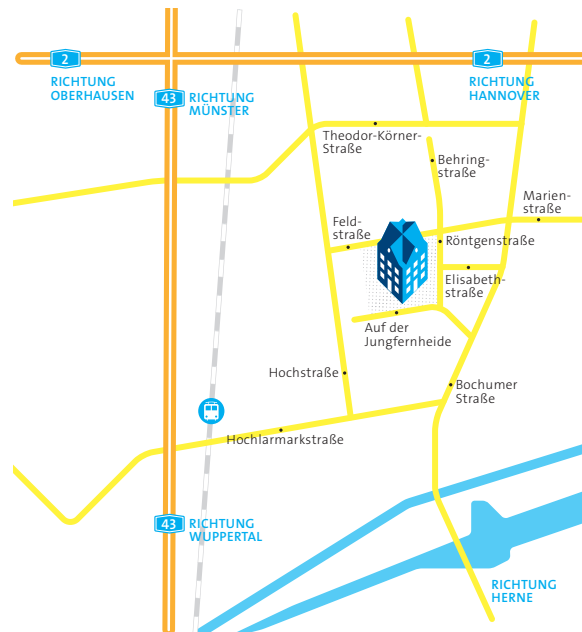 2
RICHTUNG
OBERHAUSEN
2
RICHTUNG
HANNOVER
43
RICHTUNG
MÜNSTER
Theodor-Körner-
Straße
Behring-
straße
Marien-
straße
Feld-
straße
Röntgenstraße
Elisabeth-
straße
Auf der
Jungfernheide
Hochstraße
Bochumer
Straße
Hochlarmarkstraße
43
RICHTUNG
WUPPERTAL
RICHTUNG
HERNE